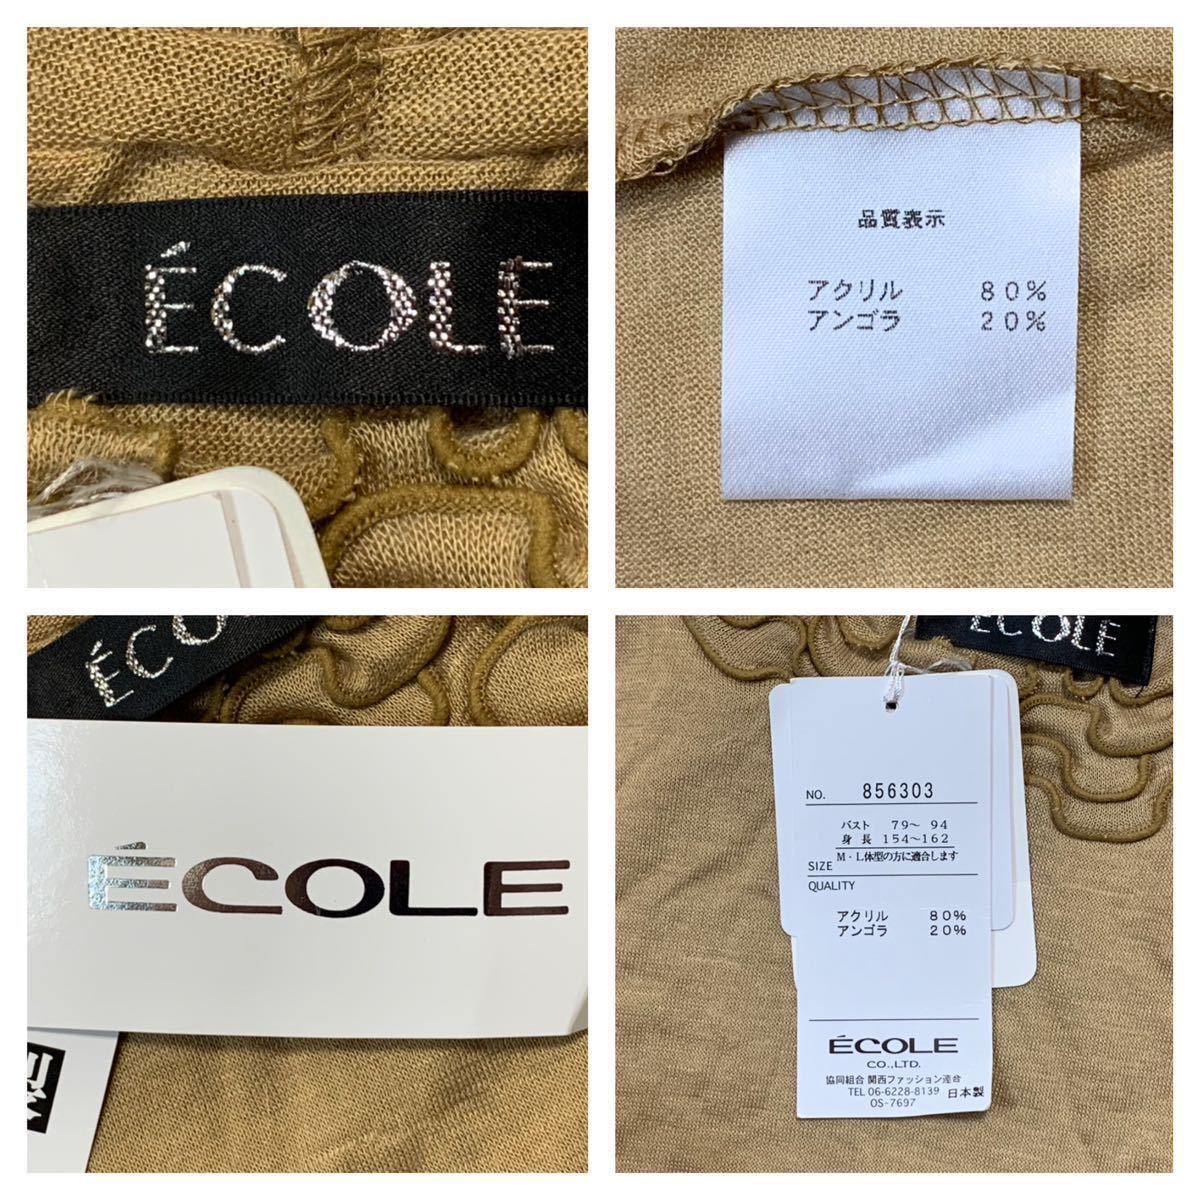 ÉCOLE
品質表示
アクリル 80%
アンゴラ 20%
ÉCO
ÉCOLE
ÉCOLE
NO. 856303
バスト 79～ 94
身長 154～162
M・L体型の方に適合します
SIZE
QUALITY
アクリル 80%
アンゴラ 20%
ÉCOLE
CO.,LTD.
協同組合 関西ファッション連合
TEL 06-6228-8139 日本製
OS-7697